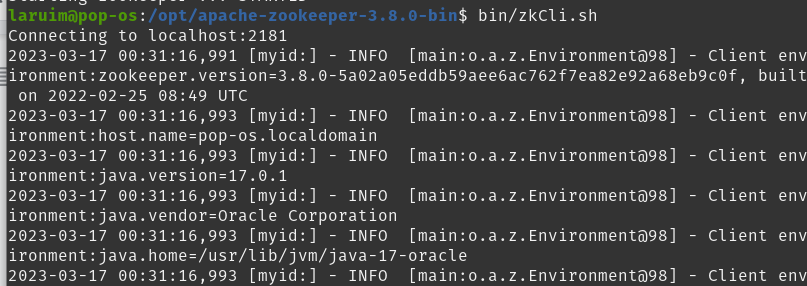 laruim@pop-os:/opt/apache-zookeeper-3.8.0-bin$ bin/zkCli.sh
Connecting to localhost:2181
2023-03-17 00:31:16,991 [myid:] - INFO  [main:o.a.z.Environment@98] - Client env
ironment:zookeeper.version=3.8.0-5a02a05eddb59aee6ac762f7ea82e92a68eb9c0f, built
 on 2022-02-25 08:49 UTC
2023-03-17 00:31:16,993 [myid:] - INFO  [main:o.a.z.Environment@98] - Client env
ironment:host.name=pop-os.localdomain
2023-03-17 00:31:16,993 [myid:] - INFO  [main:o.a.z.Environment@98] - Client env
ironment:java.version=17.0.1
2023-03-17 00:31:16,993 [myid:] - INFO  [main:o.a.z.Environment@98] - Client env
ironment:java.vendor=Oracle Corporation
2023-03-17 00:31:16,993 [myid:] - INFO  [main:o.a.z.Environment@98] - Client env
ironment:java.home=/usr/lib/jvm/java-17-oracle
2023-03-17 00:31:16,993 [myid:] - INFO  [main:o.a.z.Environment@98] - Client env